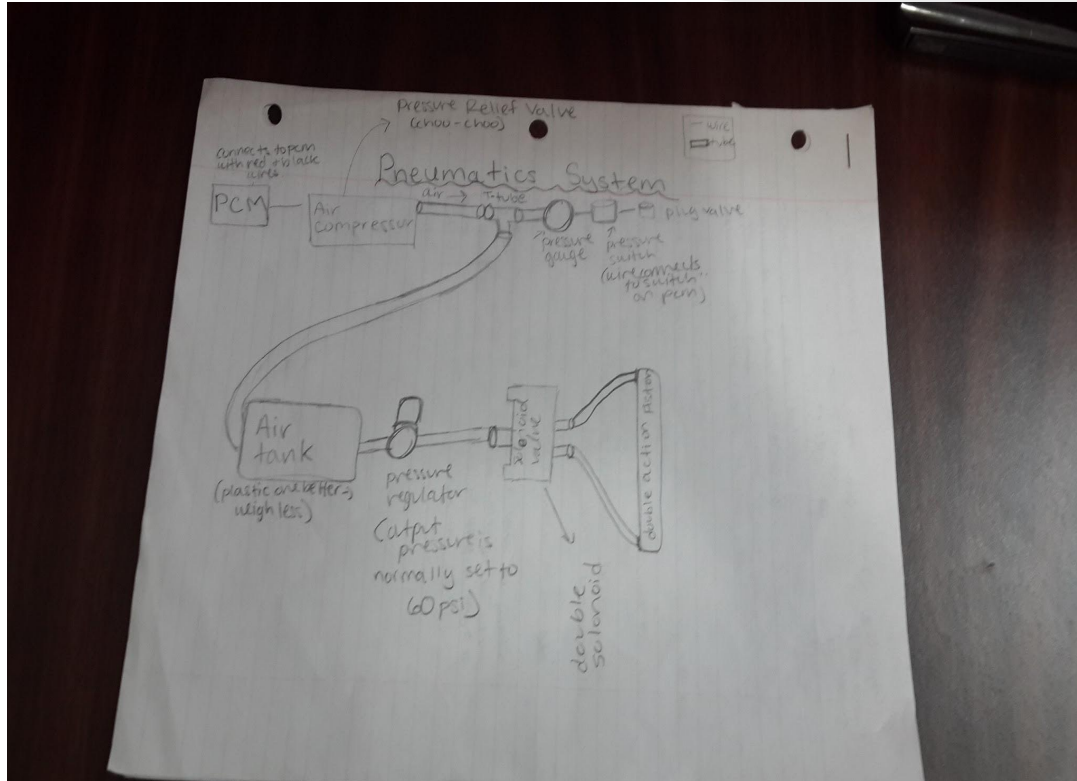 Pressure Relief Valve
(choo-choo)
wire
tube
connects to pcm
with red + black
wires
Pneumatics System
PCM
Air
compressor
air →
T-tube
plug valve
pressure
gauge
pressure
switch
(wire connects
to switch
on pcm)
Air
tank
(plastic one better→
weigh less)
pressure
regulator
(output
pressure is
normally set to
60 psi)
solenoid
valve
double action piston
double
solonoid